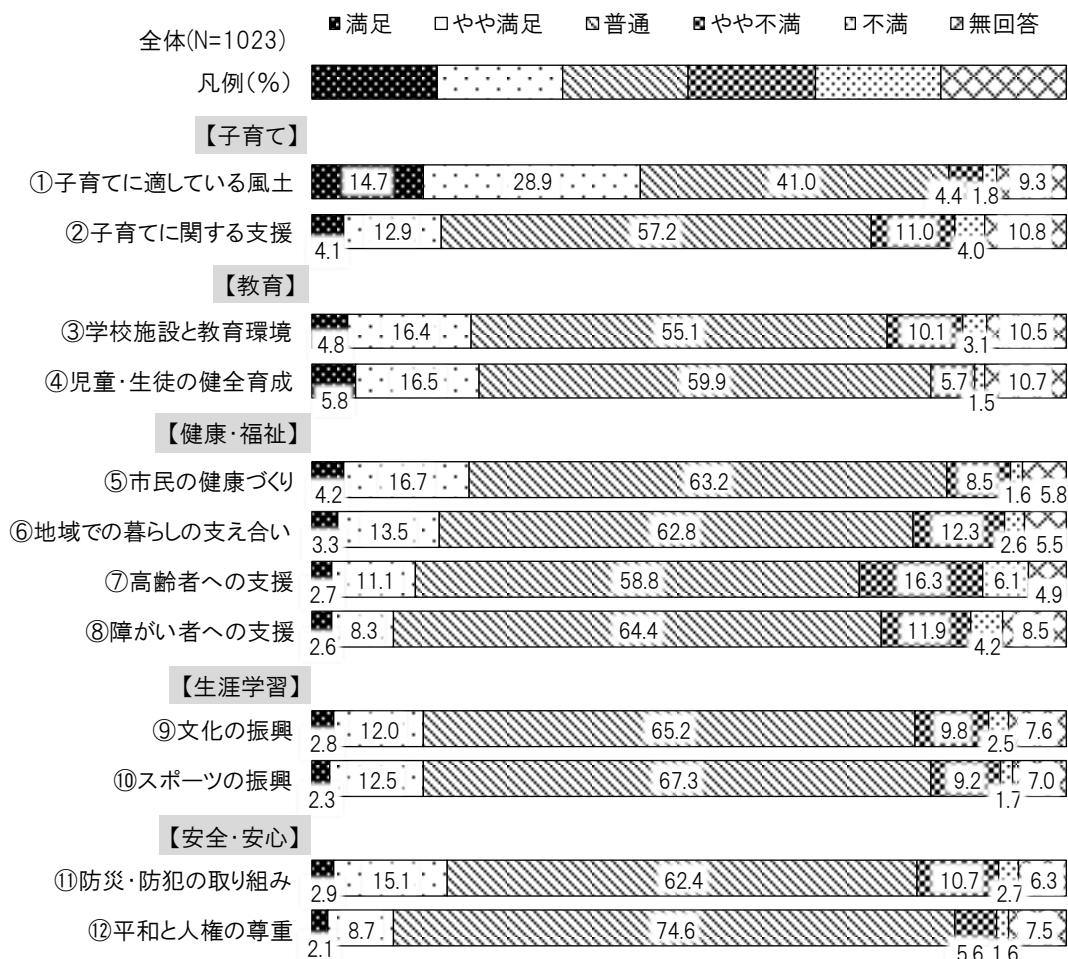 ■満足 □やや満足 ▧普通 ▩やや不満 ⊡不満 ▨無回答
全体(N=1023)
凡例(%)
【子育て】
①子育てに適している風土 14.7 28.9 41.0 4.4 1.8 9.3
②子育てに関する支援 4.1 12.9 57.2 11.0 4.0 10.8
【教育】
③学校施設と教育環境 4.8 16.4 55.1 10.1 3.1 10.5
④児童・生徒の健全育成 5.8 16.5 59.9 5.7 1.5 10.7
【健康・福祉】
⑤市民の健康づくり 4.2 16.7 63.2 8.5 1.6 5.8
⑥地域での暮らしの支え合い 3.3 13.5 62.8 12.3 2.6 5.5
⑦高齢者への支援 2.7 11.1 58.8 16.3 6.1 4.9
⑧障がい者への支援 2.6 8.3 64.4 11.9 4.2 8.5
【生涯学習】
⑨文化の振興 2.8 12.0 65.2 9.8 2.5 7.6
⑩スポーツの振興 2.3 12.5 67.3 9.2 1.7 7.0
【安全・安心】
⑪防災・防犯の取り組み 2.9 15.1 62.4 10.7 2.7 6.3
⑫平和と人権の尊重 2.1 8.7 74.6 5.6 1.6 7.5